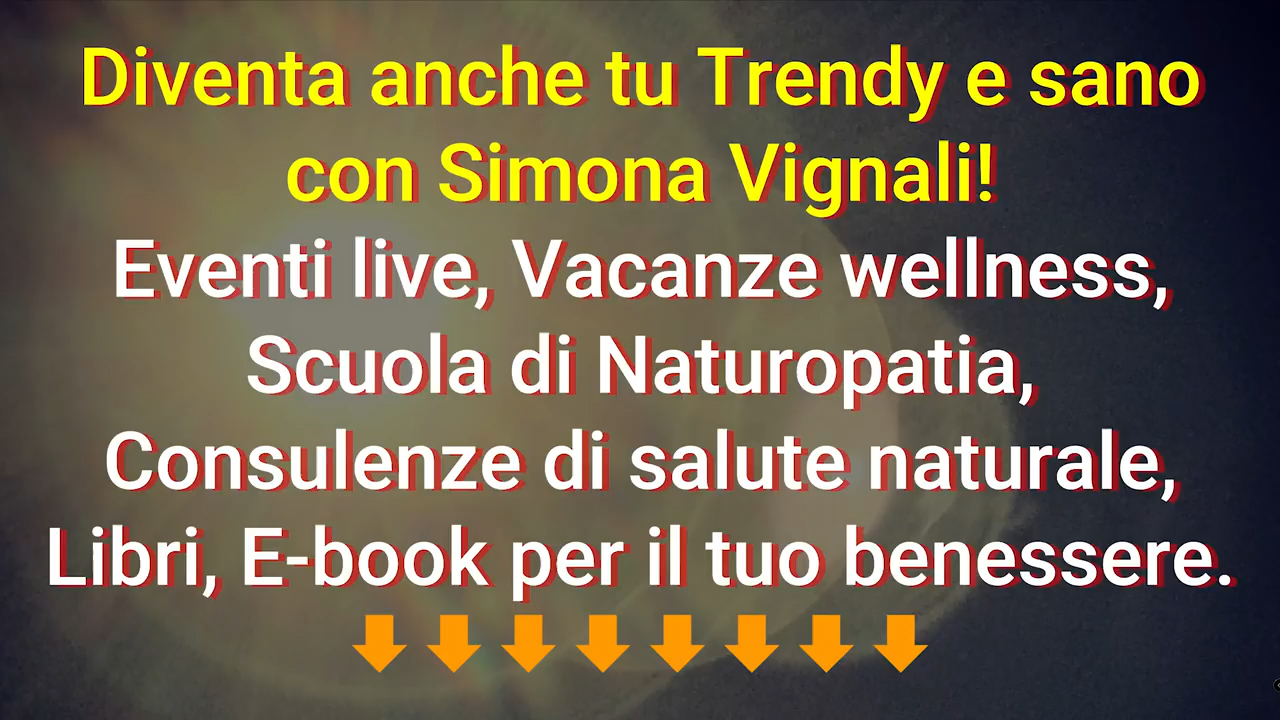 Diventa anche tu Trendy e sano
con Simona Vignali!
Eventi live, Vacanze wellness,
Scuola di Naturopatia,
Consulenze di salute naturale,
Libri, E-book per il tuo benessere.